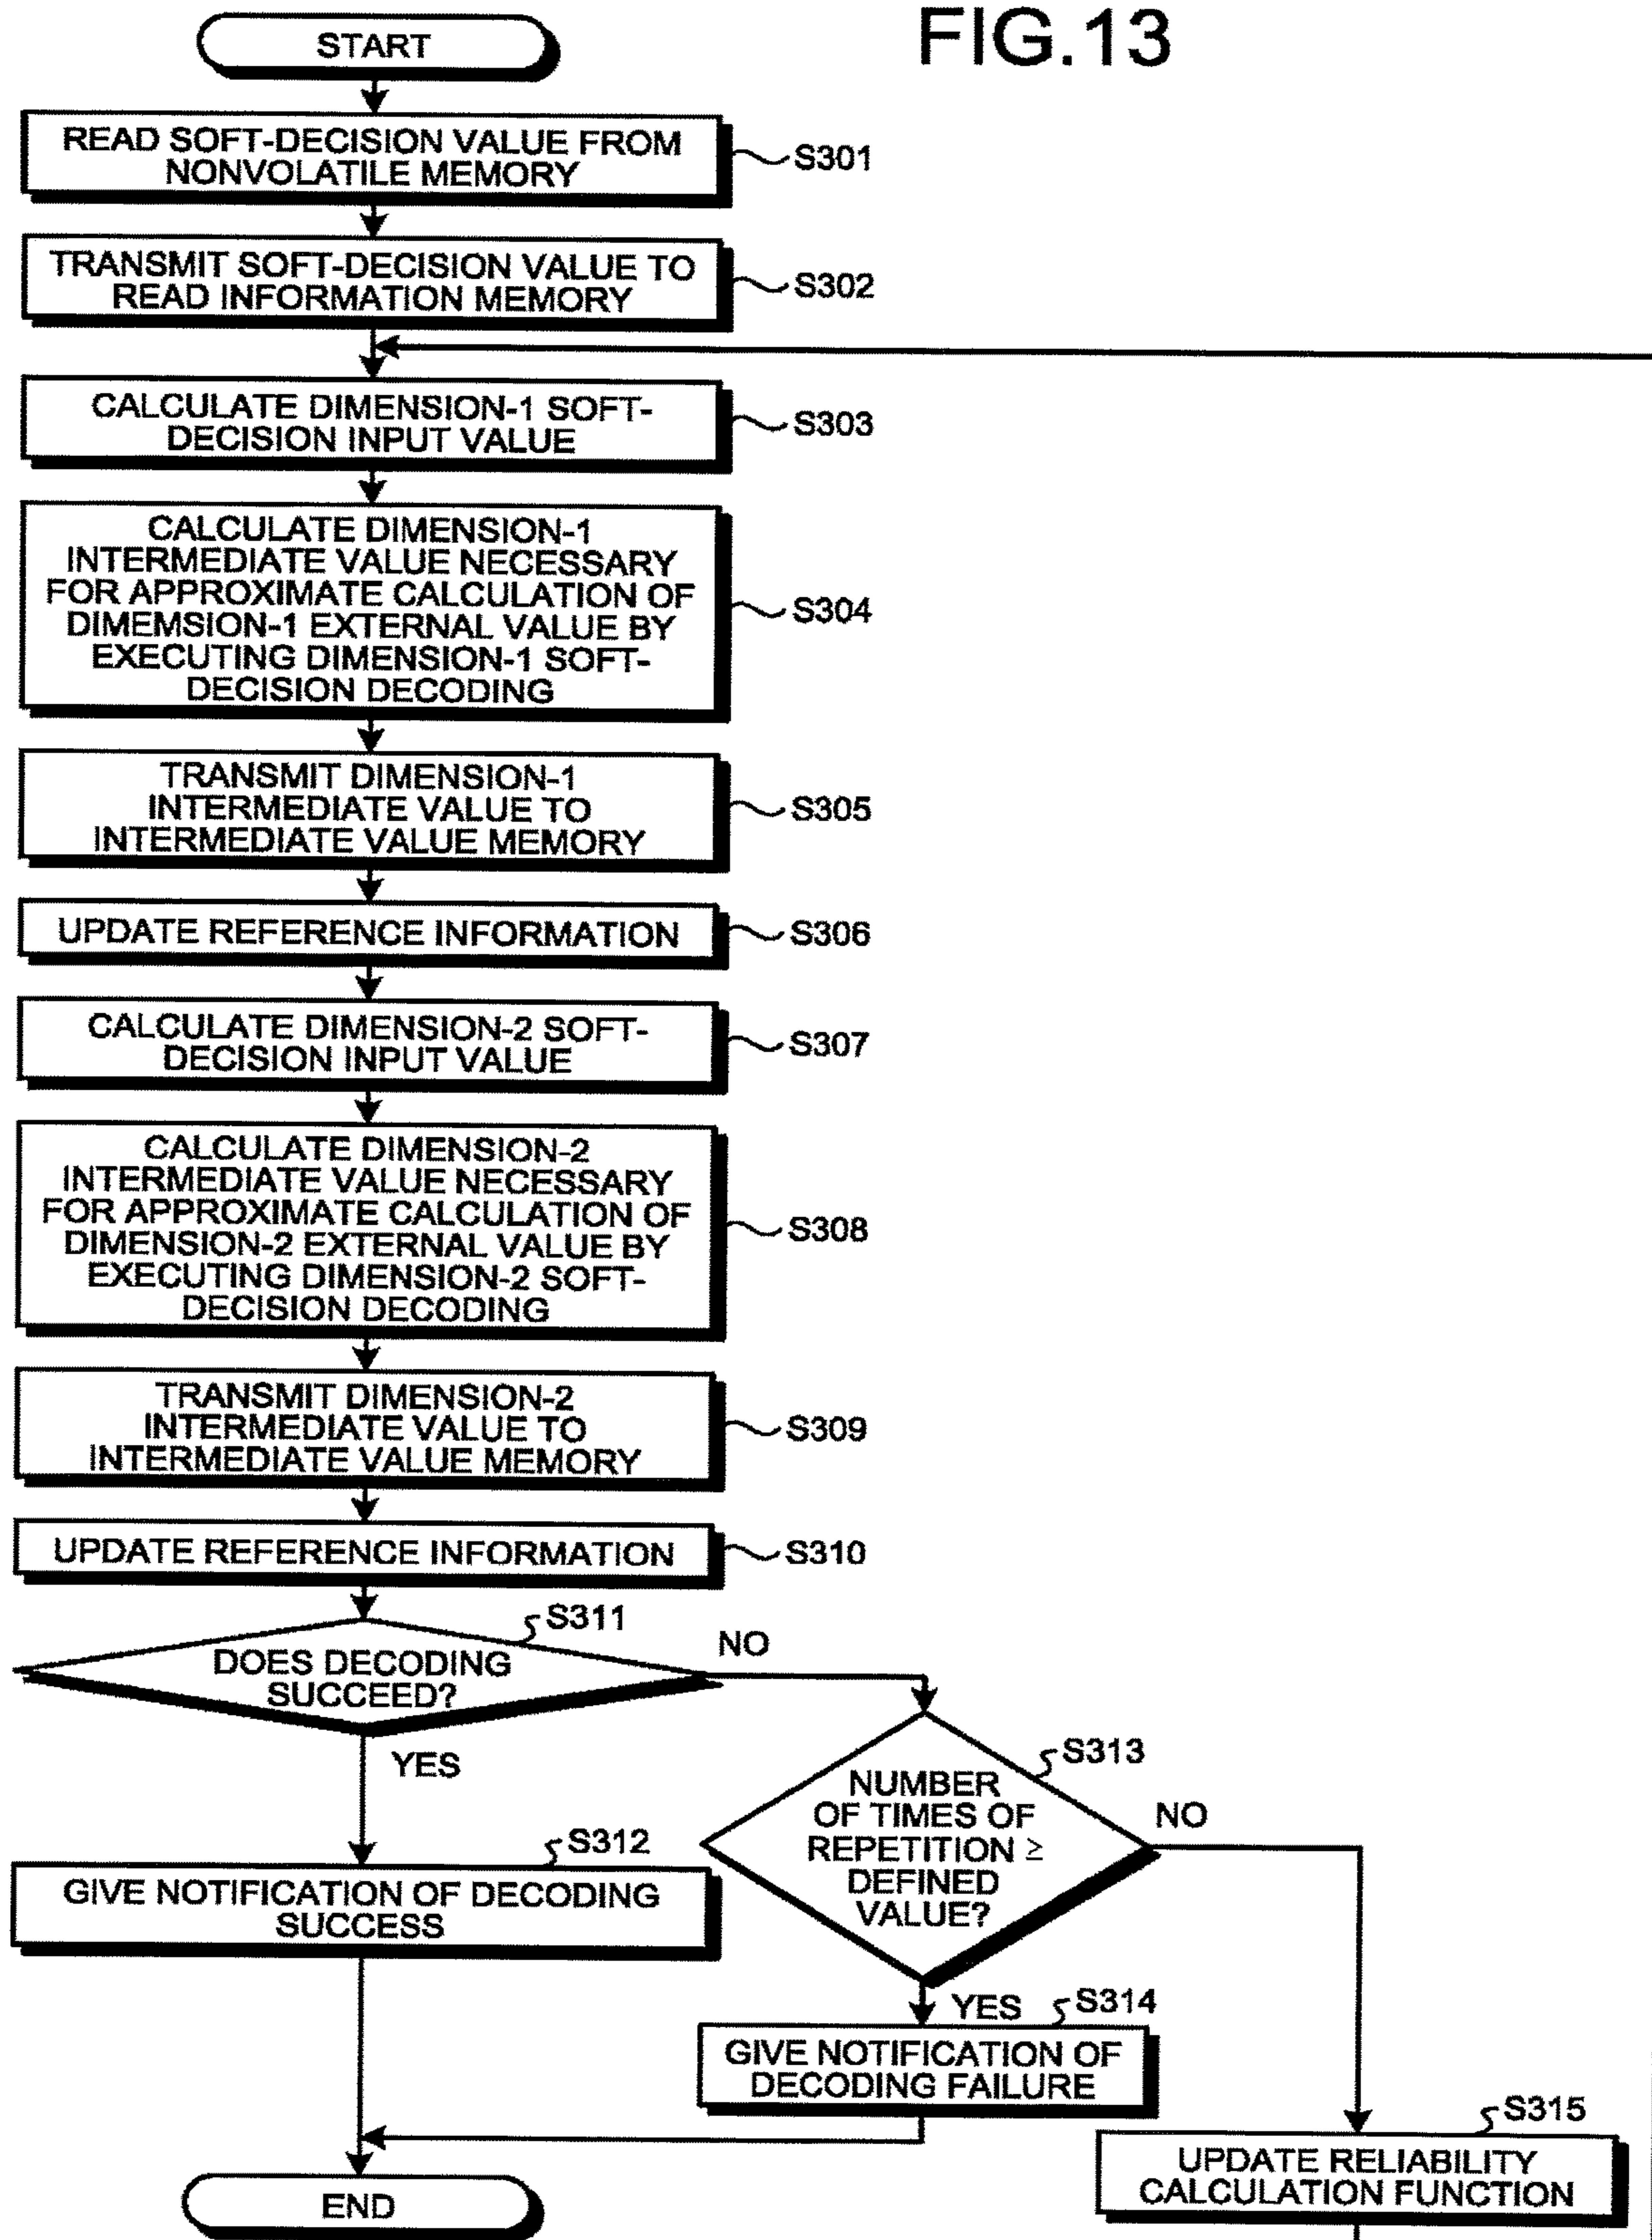 FIG.13
START
READ SOFT-DECISION VALUE FROM
NONVOLATILE MEMORY
S301
TRANSMIT SOFT-DECISION VALUE TO
READ INFORMATION MEMORY
S302
CALCULATE DIMENSION-1 SOFT-
DECISION INPUT VALUE
S303
CALCULATE DIMENSION-1
INTERMEDIATE VALUE NECESSARY
FOR APPROXIMATE CALCULATION OF
DIMEMSION-1 EXTERNAL VALUE BY
EXECUTING DIMENSION-1 SOFT-
DECISION DECODING
S304
TRANSMIT DIMENSION-1
INTERMEDIATE VALUE TO
INTERMEDIATE VALUE MEMORY
S305
UPDATE REFERENCE INFORMATION
S306
CALCULATE DIMENSION-2 SOFT-
DECISION INPUT VALUE
S307
CALCULATE DIMENSION-2
INTERMEDIATE VALUE NECESSARY
FOR APPROXIMATE CALCULATION OF
DIMENSION-2 EXTERNAL VALUE BY
EXECUTING DIMENSION-2 SOFT-
DECISION DECODING
S308
TRANSMIT DIMENSION-2
INTERMEDIATE VALUE TO
INTERMEDIATE VALUE MEMORY
S309
UPDATE REFERENCE INFORMATION
S310
S311
DOES DECODING
SUCCEED?
NO
YES
S313
NUMBER
OF TIMES OF
REPETITION ≥
DEFINED
VALUE?
NO
S312
GIVE NOTIFICATION OF DECODING
SUCCESS
YES
S314
GIVE NOTIFICATION OF
DECODING FAILURE
S315
UPDATE RELIABILITY
CALCULATION FUNCTION
END